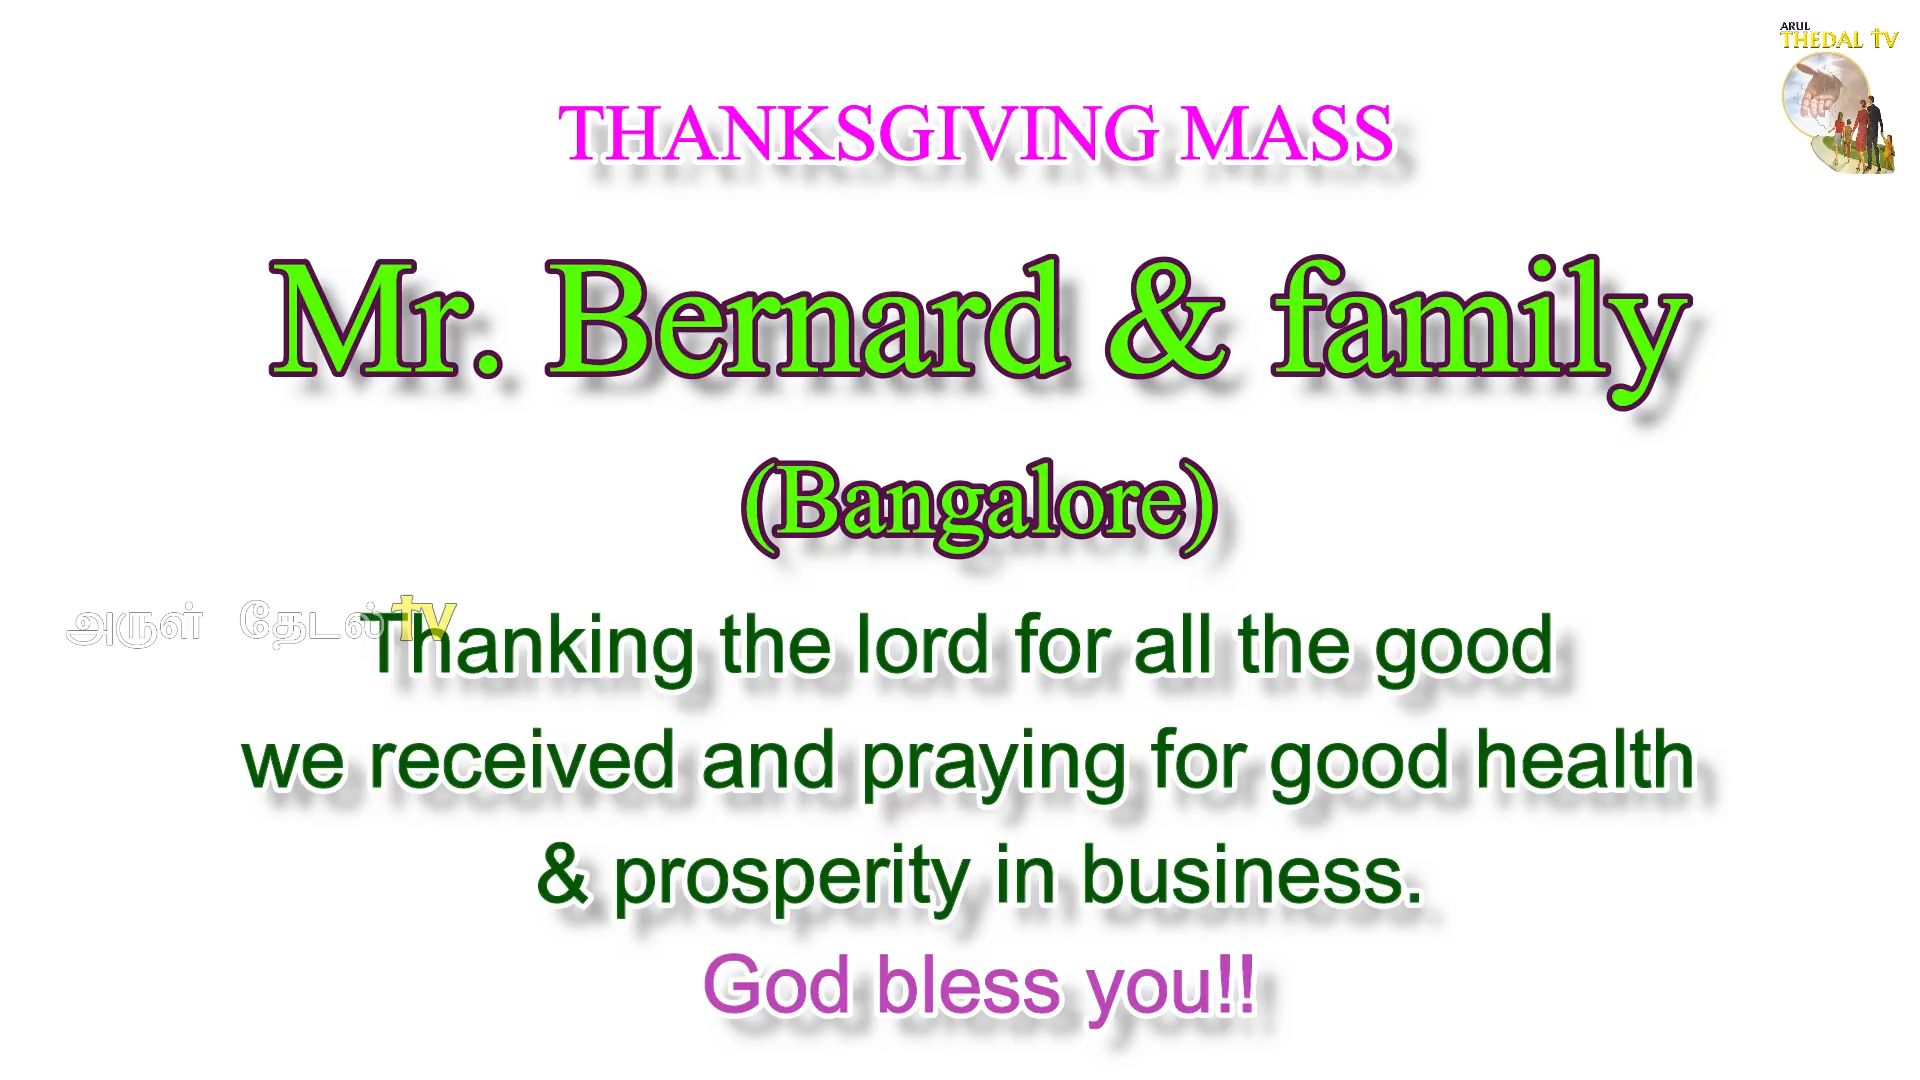 ARUL
THEDAL TV
THANKSGIVING MASS
Mr. Bernard & family
(Bangalore)
அருள் தேடல் tv
Thanking the lord for all the good
we received and praying for good health
& prosperity in business.
God bless you!!